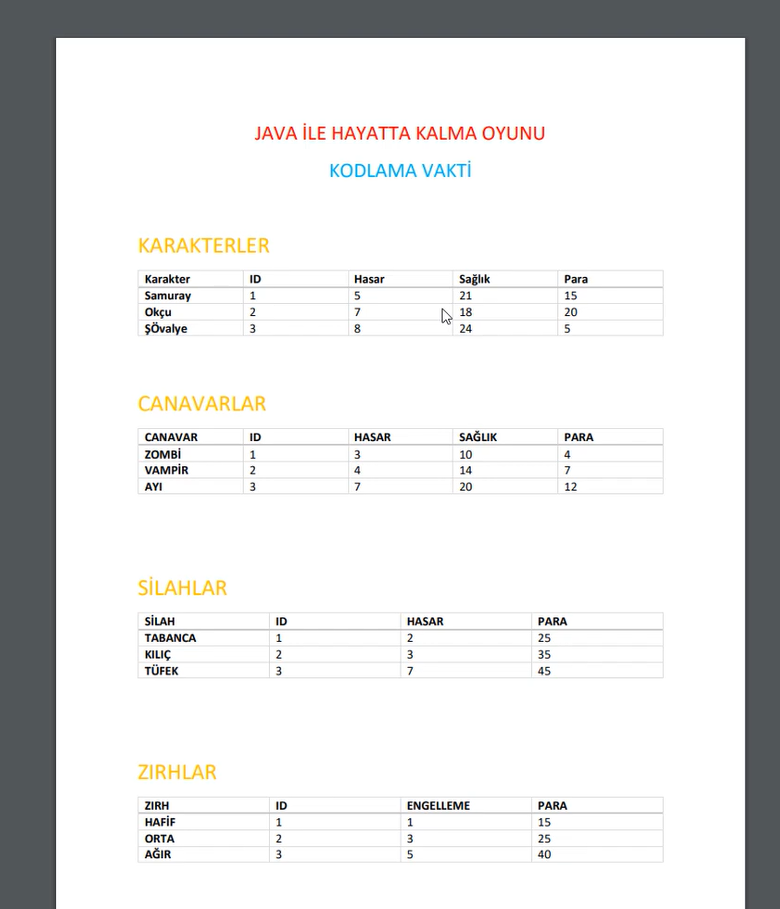 JAVA İLE HAYATTA KALMA OYUNU
KODLAMA VAKTİ
KARAKTERLER
Karakter ID Hasar Sağlık Para
Samuray 1 5 21 15
Okçu 2 7 18 20
ŞÖvalye 3 8 24 5
CANAVARLAR
CANAVAR ID HASAR SAĞLIK PARA
ZOMBİ 1 3 10 4
VAMPİR 2 4 14 7
AYI 3 7 20 12
SİLAHLAR
SİLAH ID HASAR PARA
TABANCA 1 2 25
KILIÇ 2 3 35
TÜFEK 3 7 45
ZIRHLAR
ZIRH ID ENGELLEME PARA
HAFİF 1 1 15
ORTA 2 3 25
AĞIR 3 5 40